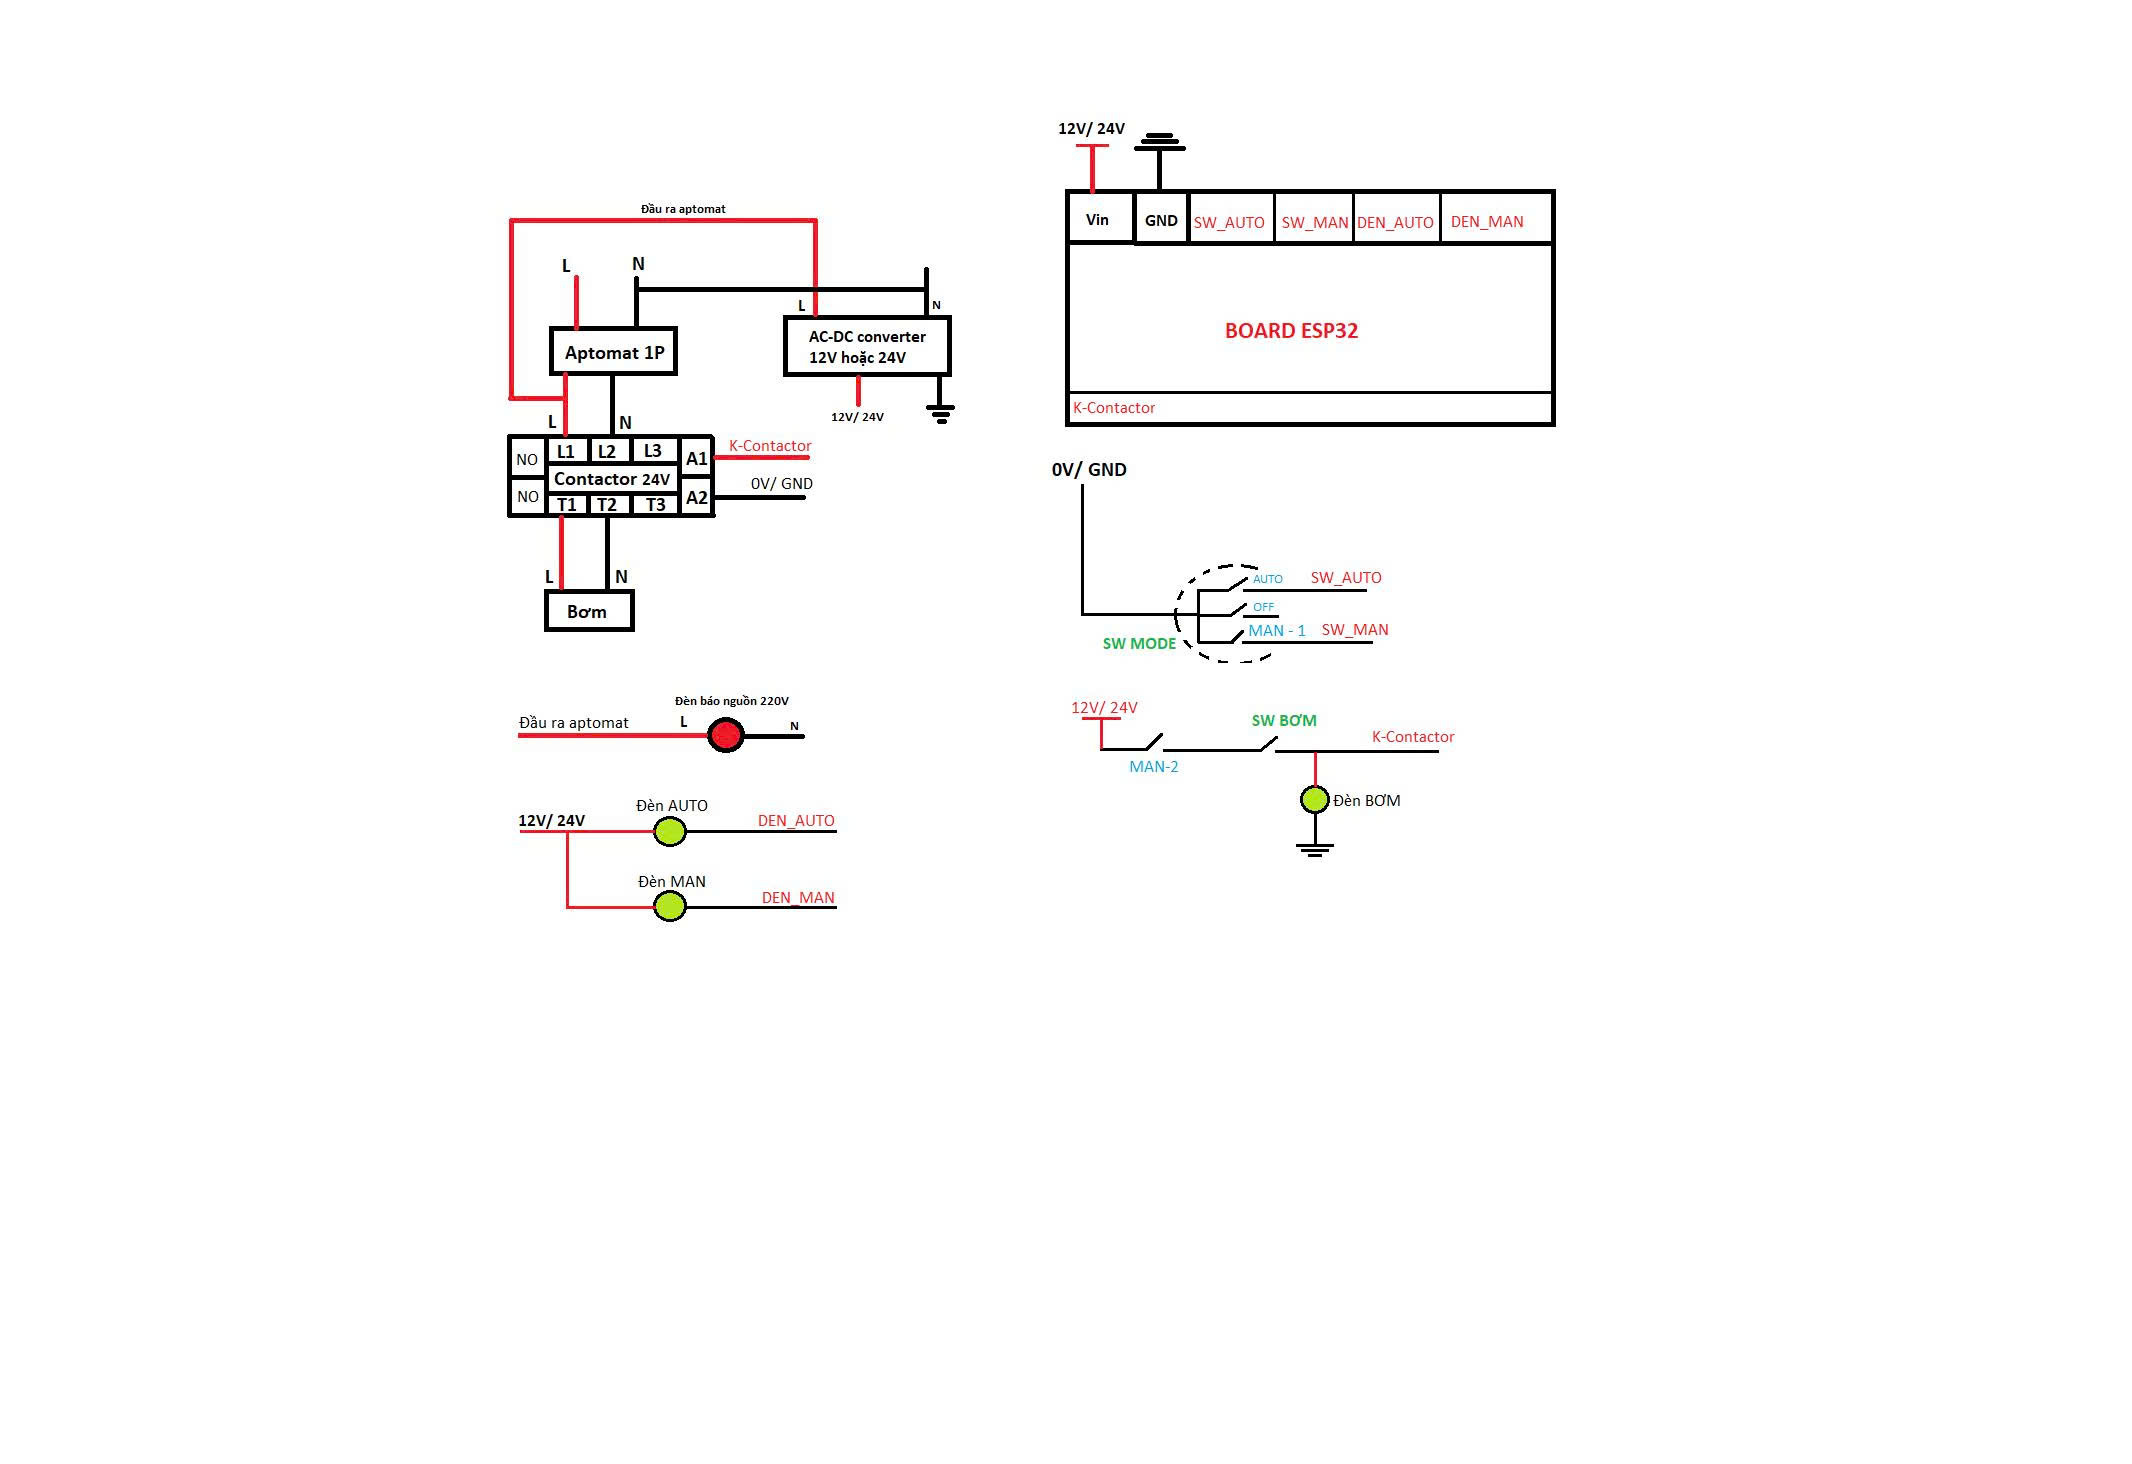 Đầu ra aptomat
L
N
L
N
Aptomat 1P
AC-DC converter
12V hoặc 24V
12V/ 24V
L
N
NO
L1
L2
L3
A1
K-Contactor
Contactor 24V
0V/ GND
NO
T1
T2
T3
A2
L
N
Bơm
Đèn báo nguồn 220V
Đầu ra aptomat
L
N
Đèn AUTO
12V/ 24V
DEN_AUTO
Đèn MAN
DEN_MAN
12V/ 24V
Vin
GND
SW_AUTO
SW_MAN
DEN_AUTO
DEN_MAN
BOARD ESP32
K-Contactor
0V/ GND
AUTO
SW_AUTO
OFF
MAN - 1
SW_MAN
SW MODE
12V/ 24V
SW BƠM
K-Contactor
MAN-2
Đèn BƠM